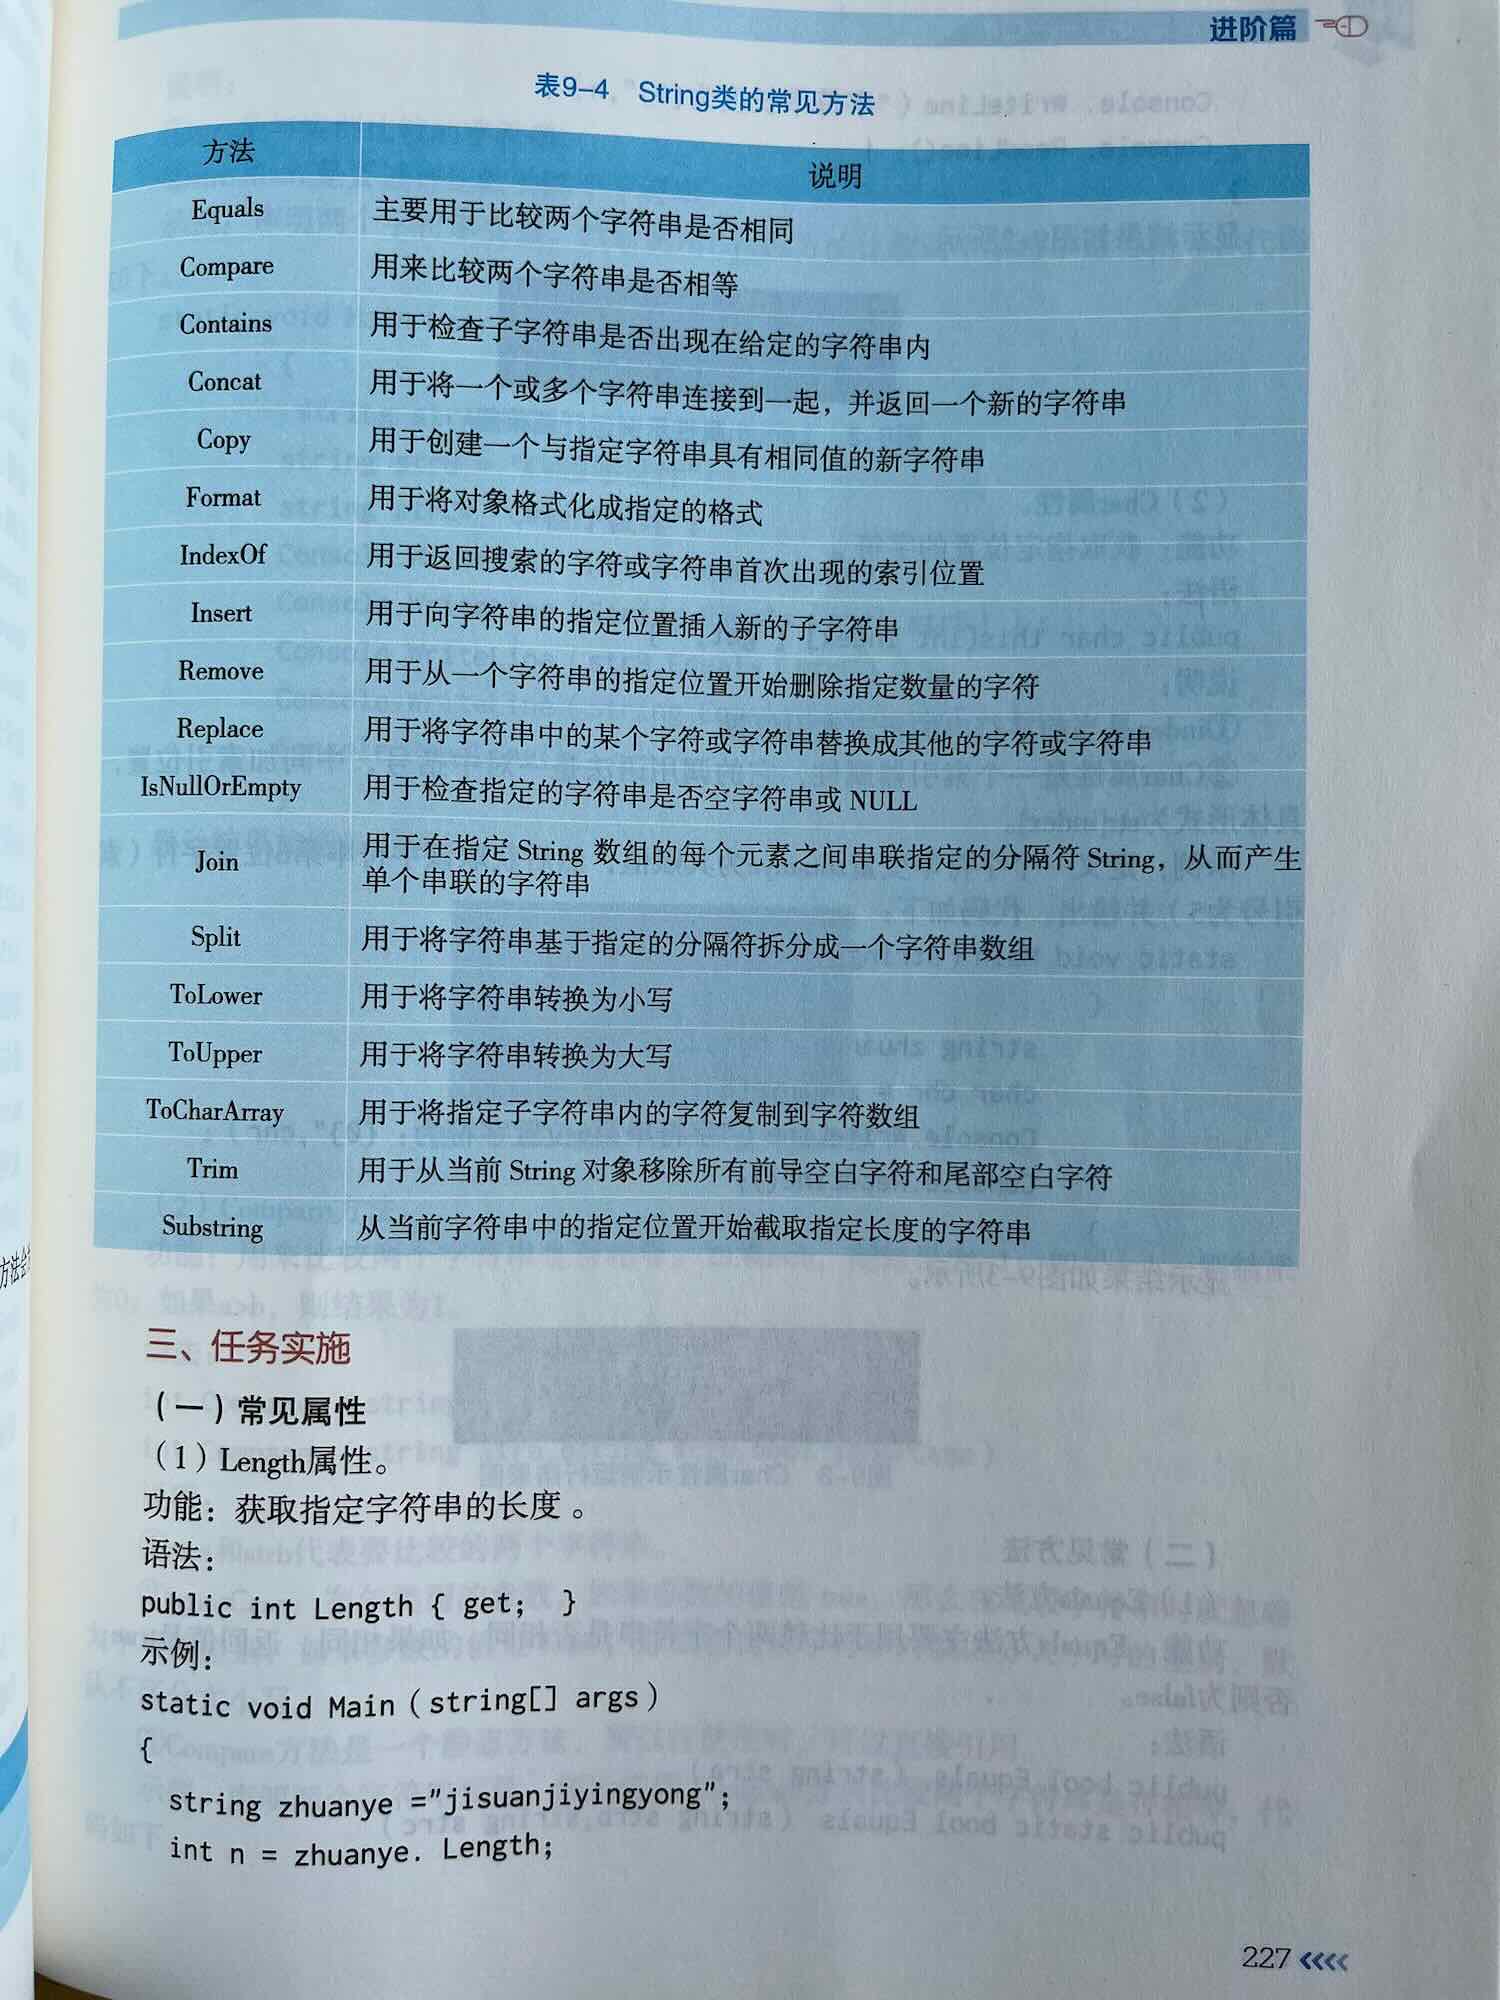 进阶篇
表9-4 String类的常见方法
方法 说明
Equals 主要用于比较两个字符串是否相同
Compare 用来比较两个字符串是否相等
Contains 用于检查子字符串是否出现在给定的字符串内
Concat 用于将一个或多个字符串连接到一起，并返回一个新的字符串
Copy 用于创建一个与指定字符串具有相同值的新字符串
Format 用于将对象格式化成指定的格式
IndexOf 用于返回搜索的字符或字符串首次出现的索引位置
Insert 用于向字符串的指定位置插入新的子字符串
Remove 用于从一个字符串的指定位置开始删除指定数量的字符
Replace 用于将字符串中的某个字符或字符串替换成其他的字符或字符串
IsNullOrEmpty 用于检查指定的字符串是否空字符串或 NULL
Join 用于在指定 String 数组的每个元素之间串联指定的分隔符 String，从而产生
单个串联的字符串
Split 用于将字符串基于指定的分隔符拆分成一个字符串数组
ToLower 用于将字符串转换为小写
ToUpper 用于将字符串转换为大写
ToCharArray 用于将指定子字符串内的字符复制到字符数组
Trim 用于从当前 String 对象移除所有前导空白字符和尾部空白字符
Substring 从当前字符串中的指定位置开始截取指定长度的字符串
三、任务实施
（一）常见属性
（1）Length属性。
功能：获取指定字符串的长度。
语法：
public int Length { get; }
示例：
static void Main（string[] args）
{
string zhuanye ="jisuanjiyingyong";
int n = zhuanye. Length;
227